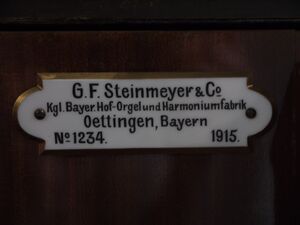 G. F. Steinmeyer & Co
Kgl. Bayer. Hof-Orgel und Harmoniumfabrik
Oettingen, Bayern
No 1234. 1915.